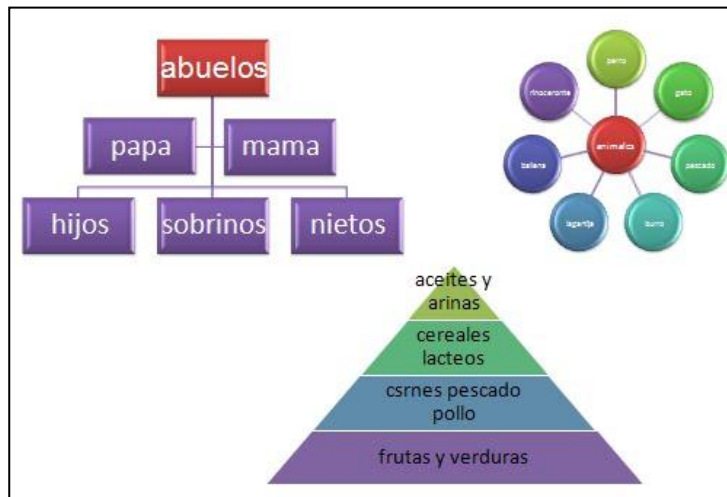 abuelos
papa
mama
hijos
sobrinos
nietos
perro
gato
pescado
burro
lagartija
ballena
rinoceronte
animales
aceites y
arinas
cereales
lacteos
csrnes pescado
pollo
frutas y verduras